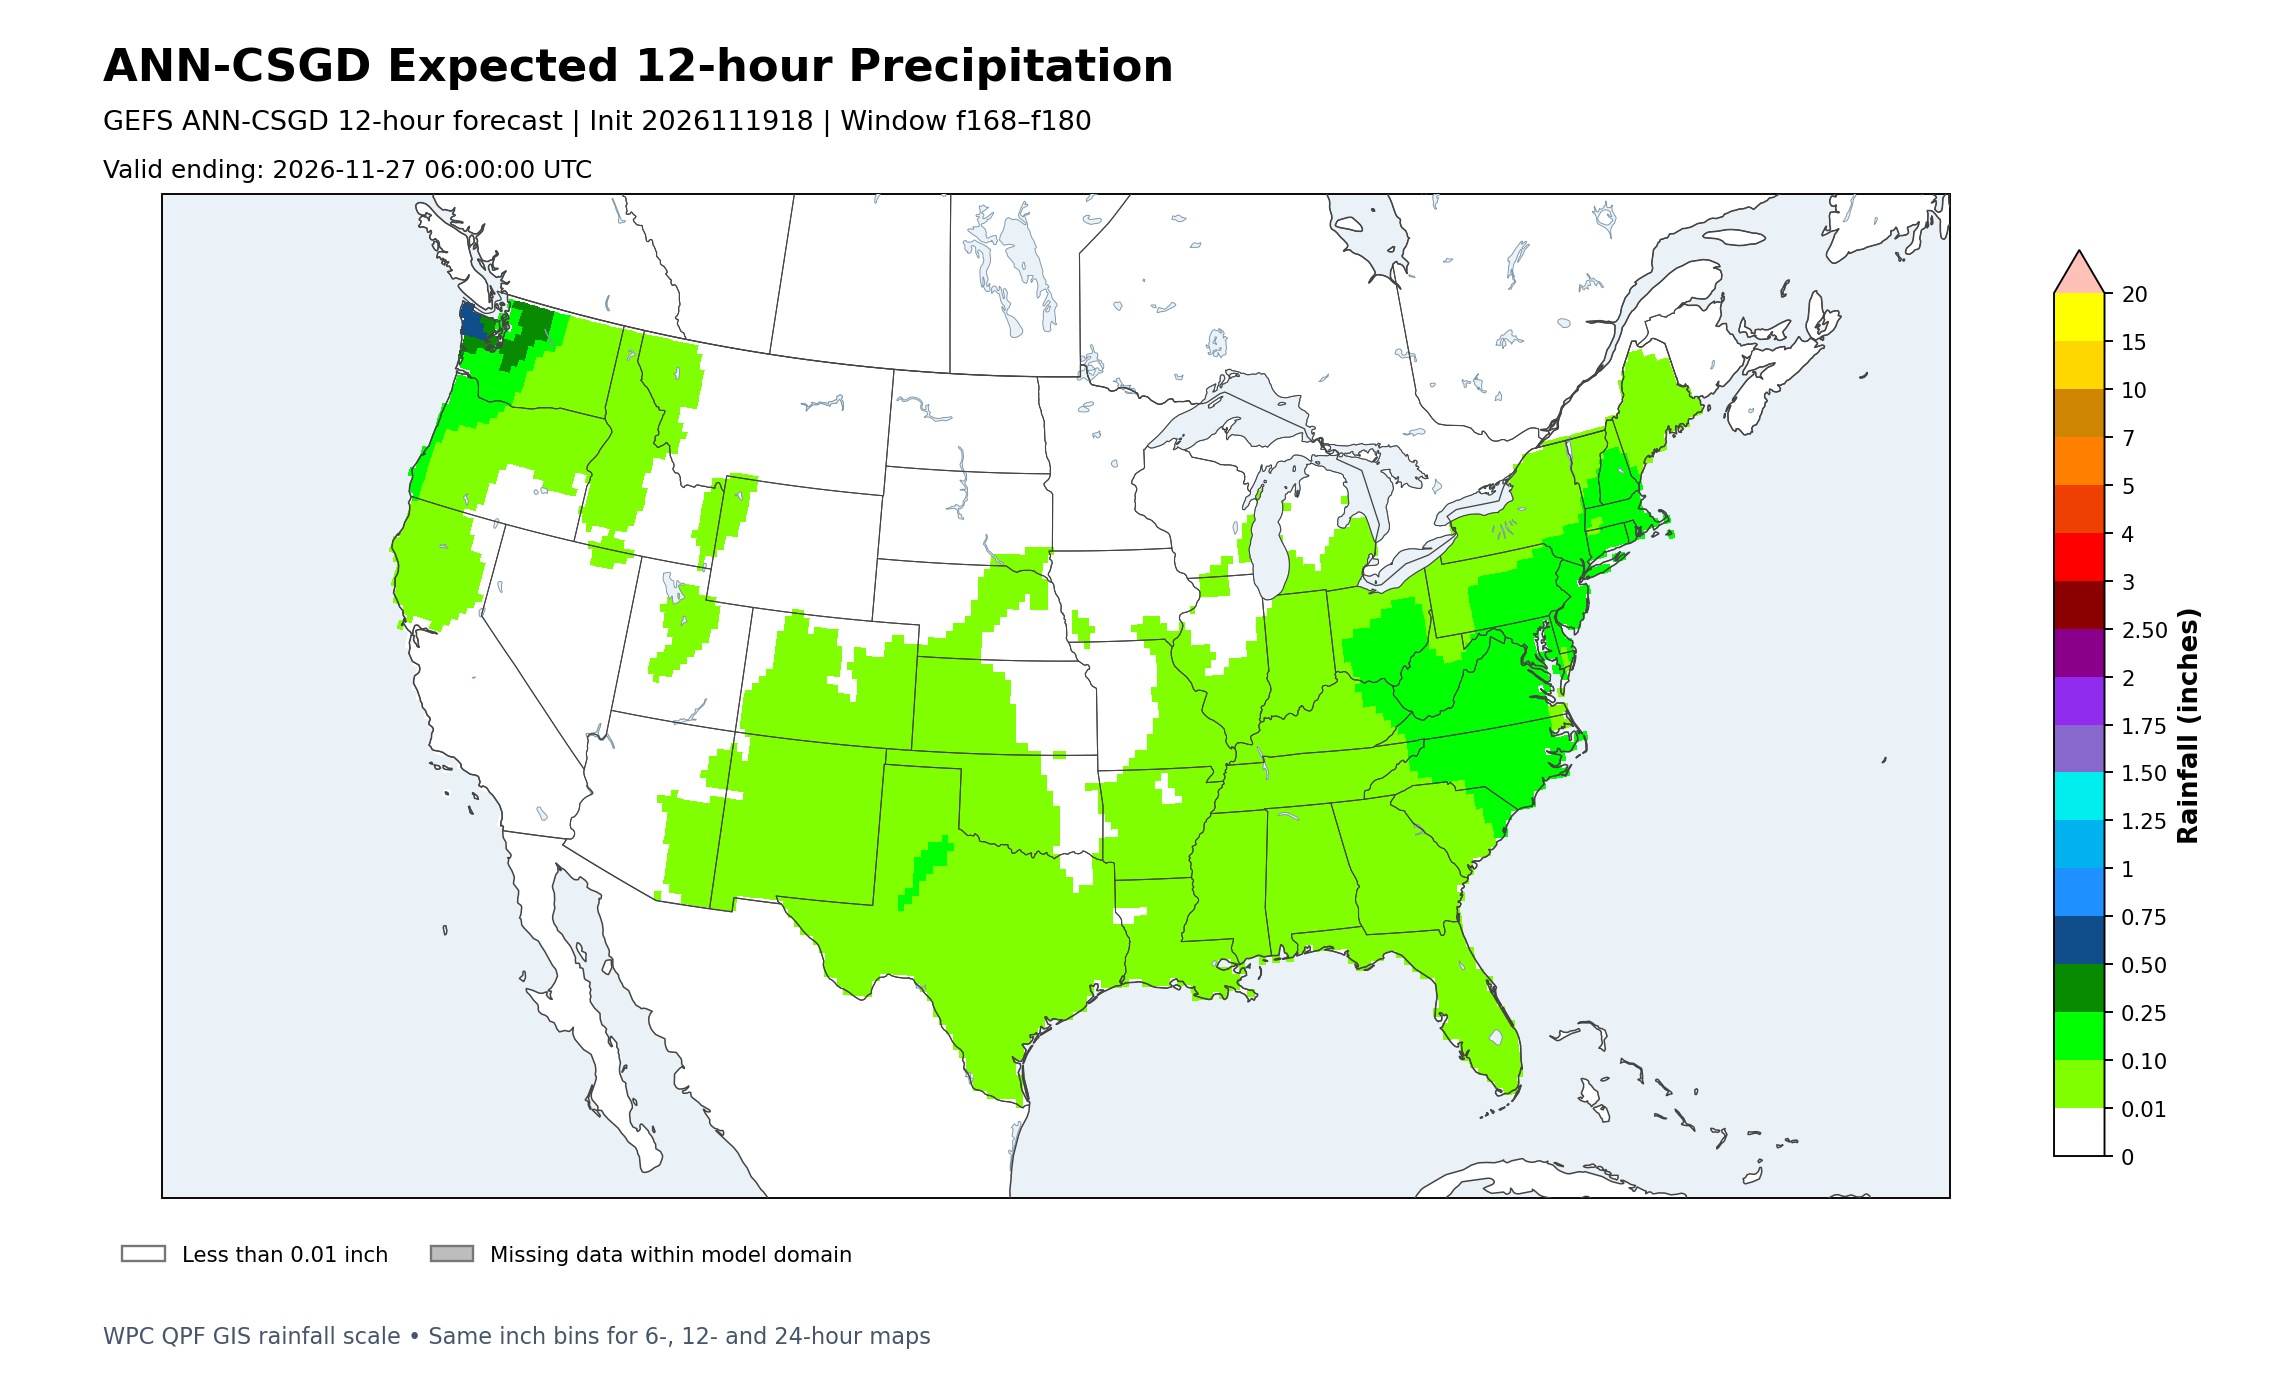 ANN-CSGD Expected 12-hour Precipitation
GEFS ANN-CSGD 12-hour forecast | Init 2026111918 | Window f168–f180
Valid ending: 2026-11-27 06:00:00 UTC
20
15
10
7
5
4
3
2.50
2
1.75
1.50
1.25
1
0.75
0.50
0.25
0.10
0.01
0
Rainfall (inches)
Less than 0.01 inch
Missing data within model domain
WPC QPF GIS rainfall scale • Same inch bins for 6-, 12- and 24-hour maps